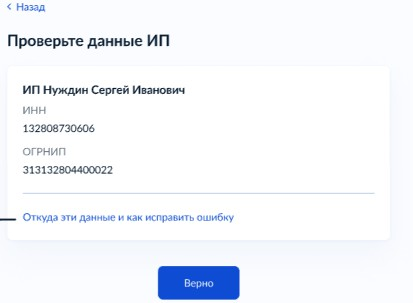 < Назад
Проверьте данные ИП
ИП Нуждин Сергей Иванович
ИНН
132808730606
ОГРНИП
313132804400022
Откуда эти данные и как исправить ошибку
Верно